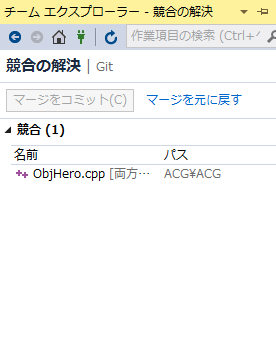 チーム エクスプローラー - 競合の解決
作業項目の検索 (Ctrl+
競合の解決 | Git
マージをコミット(C) マージを元に戻す
競合 (1)
名前 パス
ObjHero.cpp [両方… ACG¥ACG